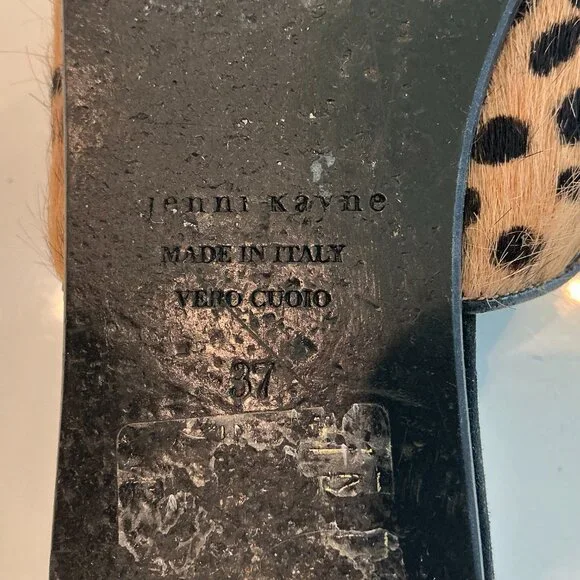 jenni kayne
MADE IN ITALY
VERO CUOIO
37